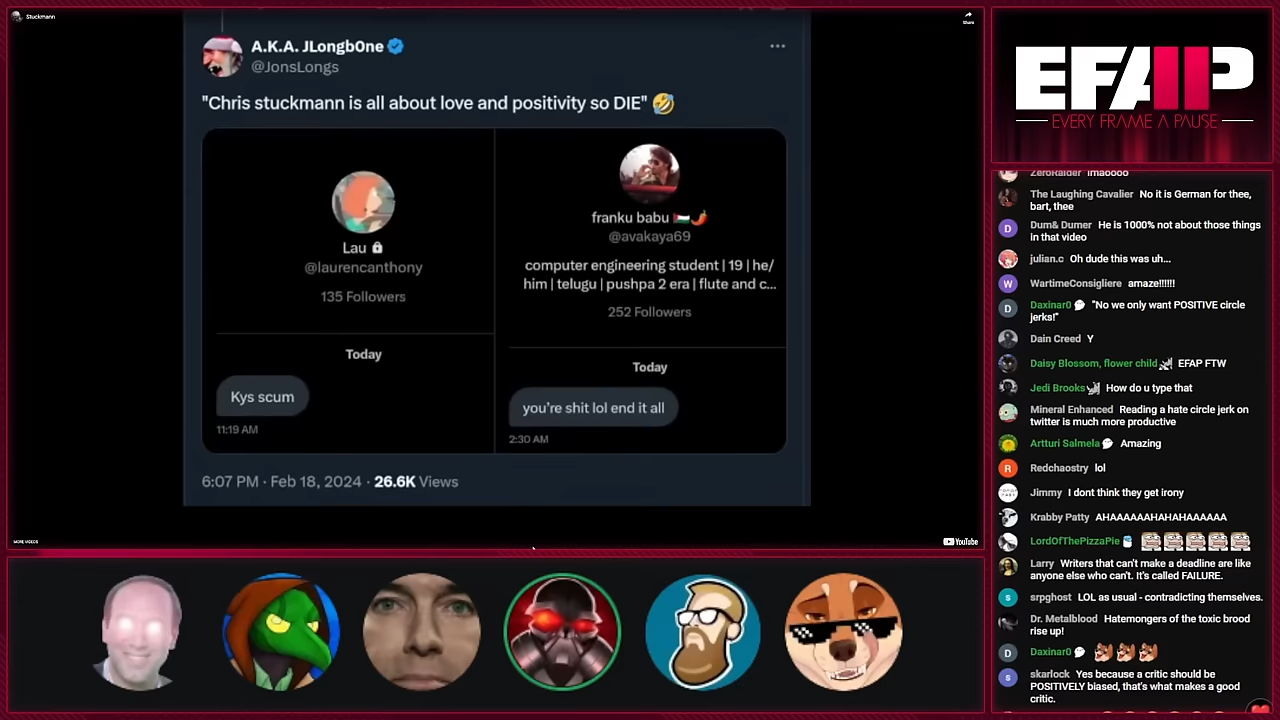 Stuckmann
Share
A.K.A. JLongbOne
@JonsLongs
"Chris stuckmann is all about love and positivity so DIE" 🤣
Lau
@laurencanthony
135 Followers
Today
Kys scum
11:19 AM
franku babu 🇵🇸🌶️
@avakaya69
computer engineering student | 19 | he/
him | telugu | pushpa 2 era | flute and c...
252 Followers
Today
you're shit lol end it all
2:30 AM
6:07 PM · Feb 18, 2024 · 26.6K Views
MORE VIDEOS
YouTube
EFAP
EVERY FRAME A PAUSE
ZeroRaider lmaoooo
The Laughing Cavalier No it is German for thee,
bart, thee
Dum& Dumer He is 1000% not about those things
in that video
julian.c Oh dude this was uh...
WartimeConsigliere amaze!!!!!!
Daxinar0 "No we only want POSITIVE circle
jerks!"
Dain Creed Y
Daisy Blossom, flower child EFAP FTW
Jedi Brooks How do u type that
Mineral Enhanced Reading a hate circle jerk on
twitter is much more productive
Artturi Salmela Amazing
Redchaostry lol
Jimmy I dont think they get irony
Krabby Patty AHAAAAAAHAHAHAAAAAA
LordOfThePizzaPie
Larry Writers that can't make a deadline are like
anyone else who can't. It's called FAILURE.
srpghost LOL as usual - contradicting themselves.
Dr. Metalblood Hatemongers of the toxic brood
rise up!
Daxinar0
skarlock Yes because a critic should be
POSITIVELY biased, that's what makes a good
critic.